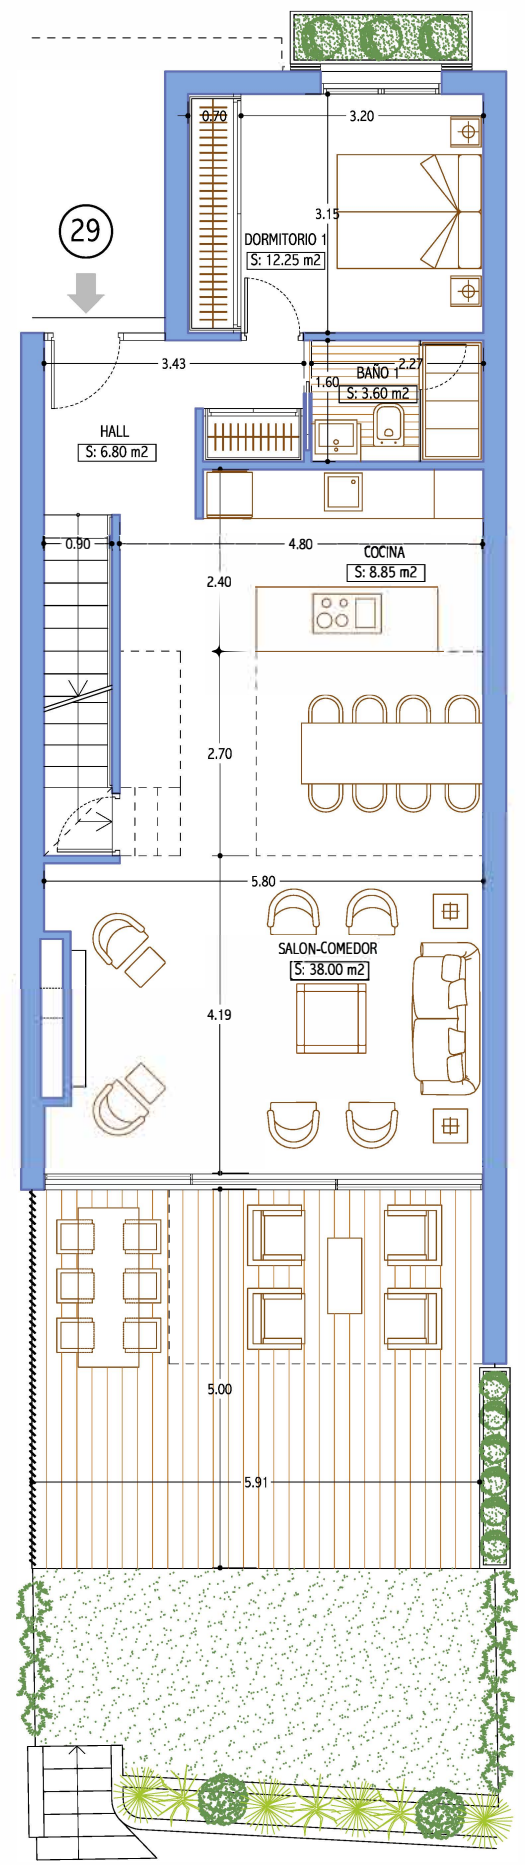 0.70
3.20
3.15
29
DORMITORIO 1
S: 12.25 m2
3.43
2.27
BAÑO 1
1.60
S: 3.60 m2
HALL
S: 6.80 m2
0.90
4.80
COCINA
S: 8.85 m2
2.40
2.70
5.80
SALON-COMEDOR
S: 38.00 m2
4.19
5.00
5.91